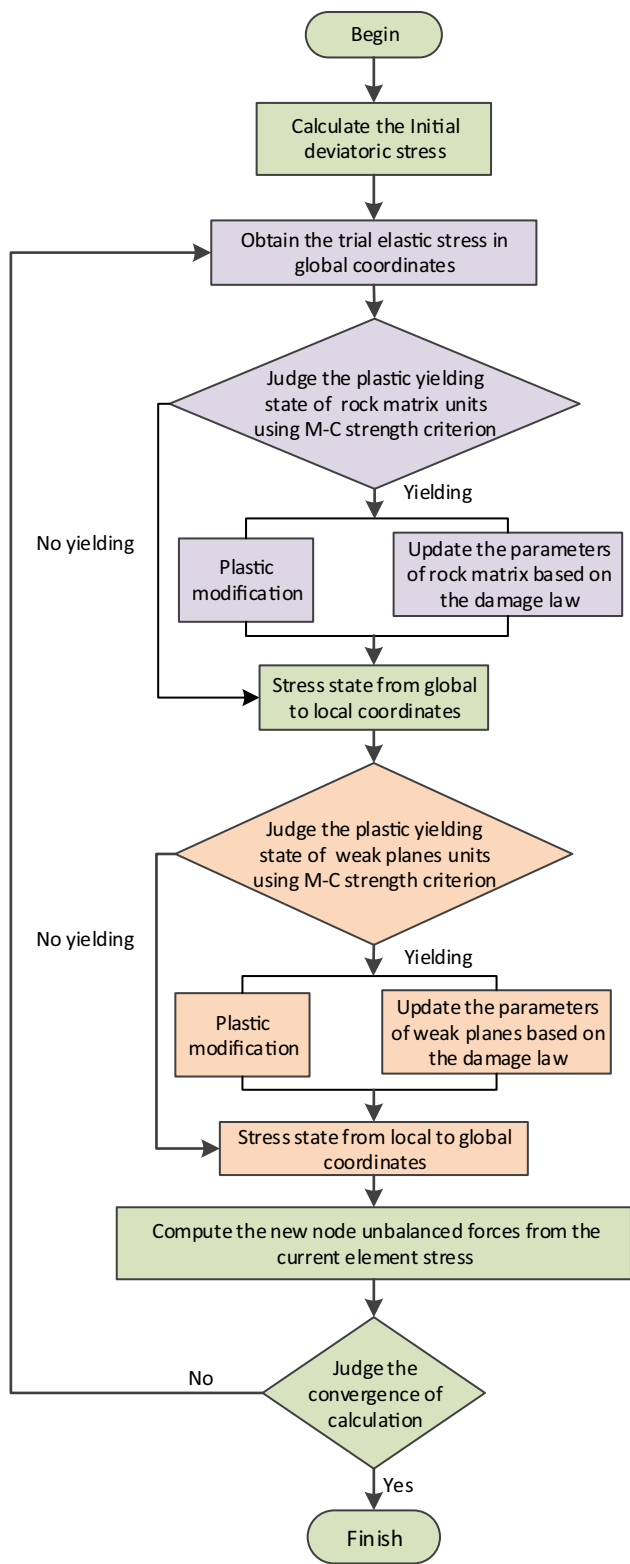 Begin
Calculate the Initial
deviatoric stress
Obtain the trial elastic stress in
global coordinates
Judge the plastic yielding
state of rock matrix units
using M-C strength criterion
Yielding
No yielding
Plastic
modification
Update the parameters
of rock matrix based on
the damage law
Stress state from global
to local coordinates
Judge the plastic yielding
state of weak planes units
using M-C strength criterion
No yielding
Yielding
Plastic
modification
Update the parameters
of weak planes based on
the damage law
Stress state from local to global
coordinates
Compute the new node unbalanced forces from the
current element stress
No
Judge the
convergence of
calculation
Yes
Finish